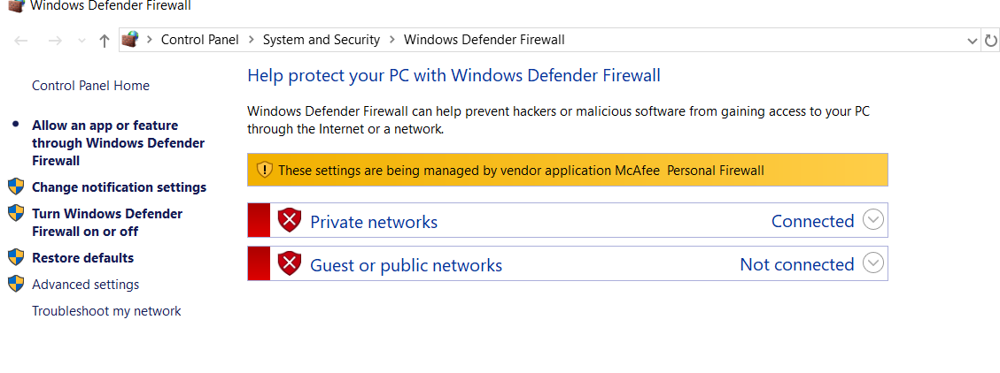 Windows Defender Firewall
Control Panel > System and Security > Windows Defender Firewall
Control Panel Home
Allow an app or feature
through Windows Defender
Firewall
Change notification settings
Turn Windows Defender
Firewall on or off
Restore defaults
Advanced settings
Troubleshoot my network
Help protect your PC with Windows Defender Firewall
Windows Defender Firewall can help prevent hackers or malicious software from gaining access to your PC
through the Internet or a network.
These settings are being managed by vendor application McAfee  Personal Firewall
Private networks Connected
Guest or public networks Not connected